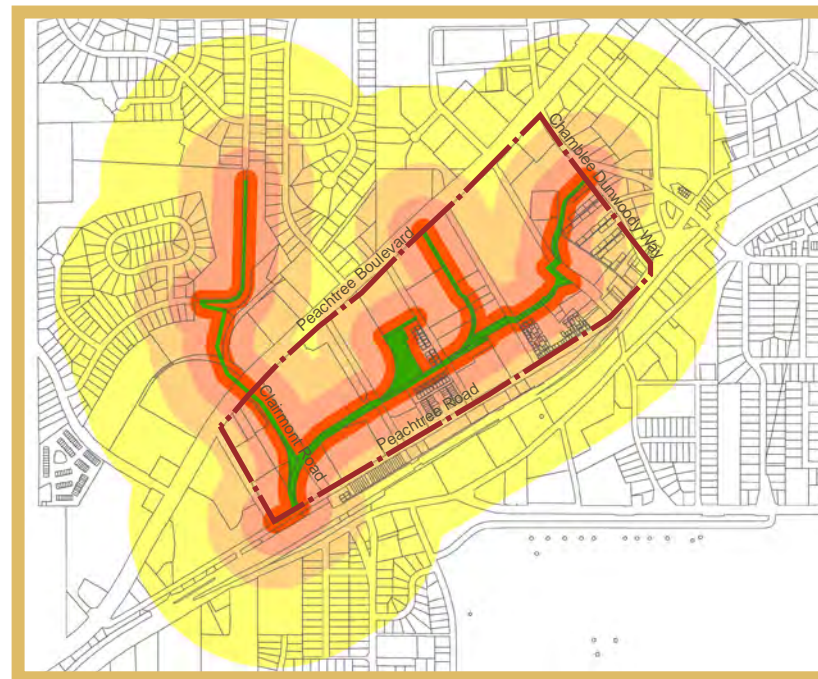 Chamblee Dunwoody Way
Peachtree Boulevard
Clairmont Road
Peachtree Road